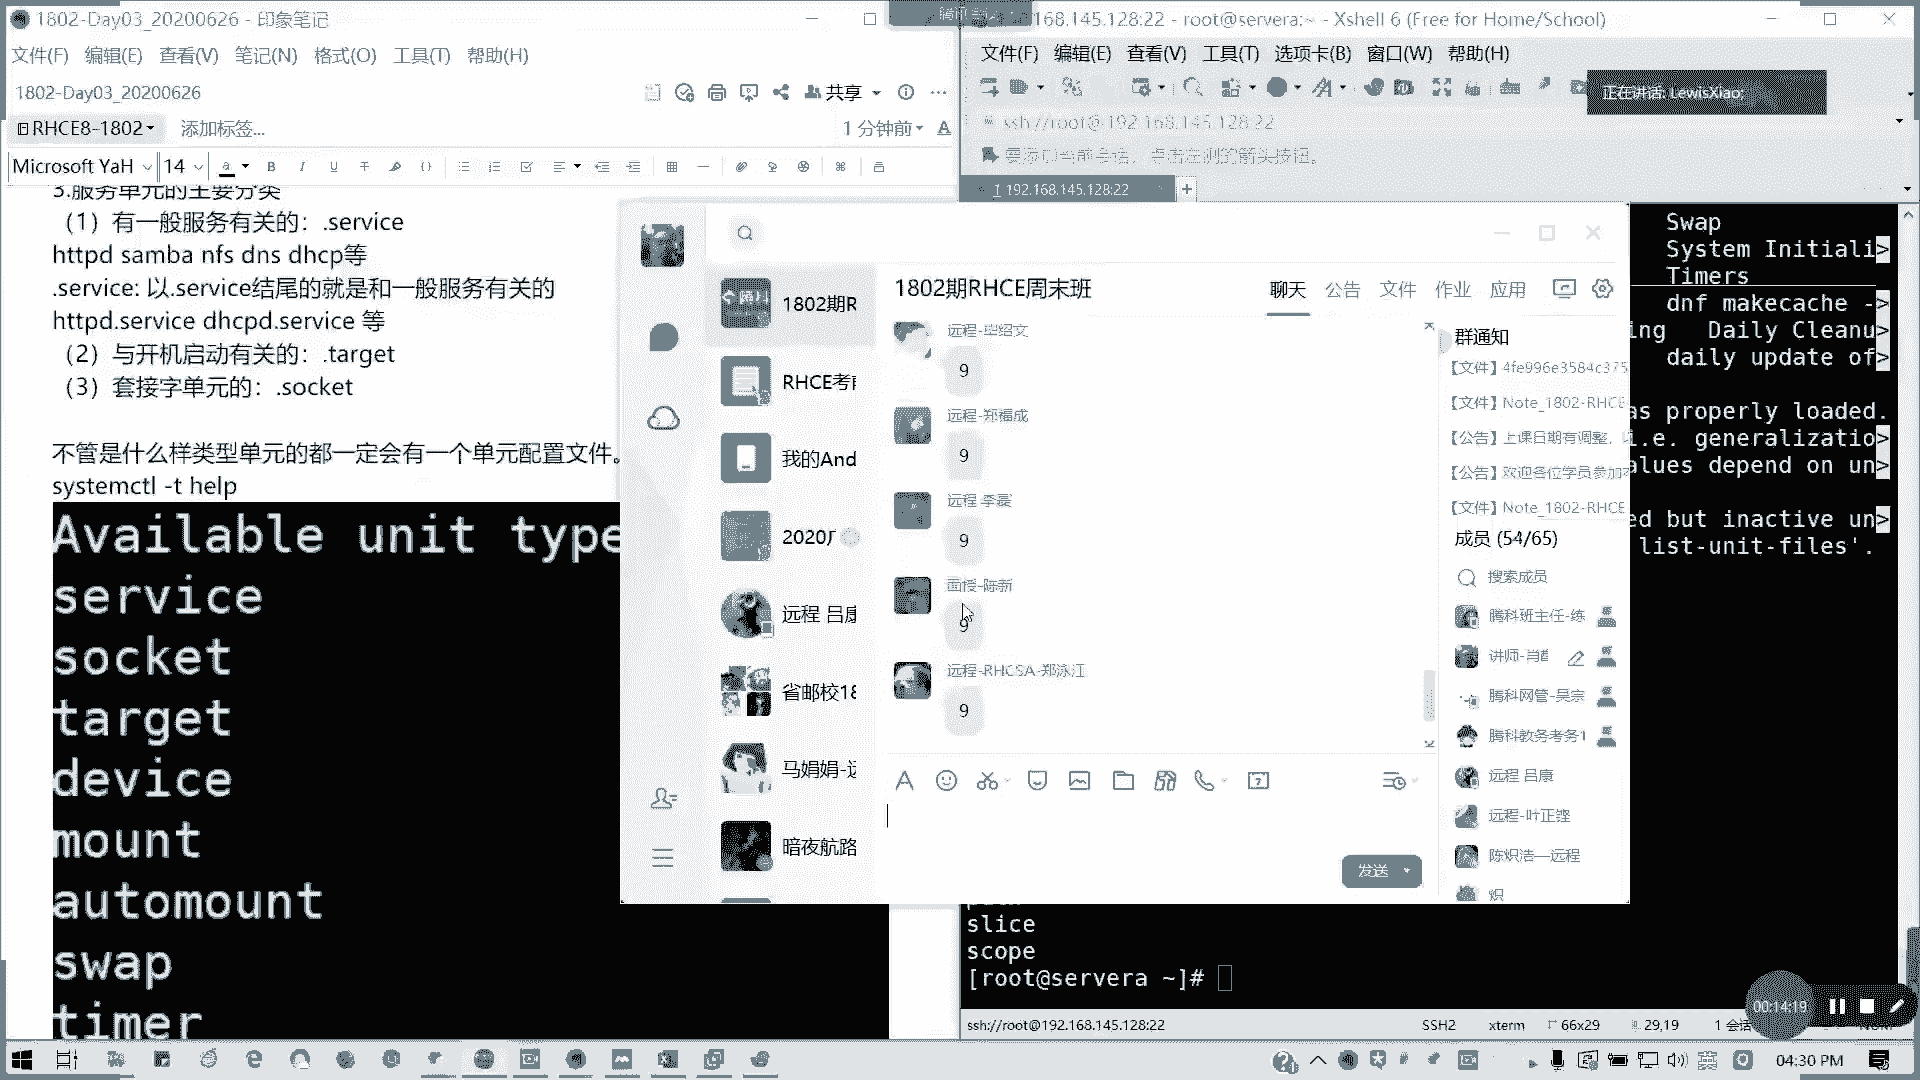 1802-Day03_20200626 - 印象笔记
文件(F) 编辑(E) 查看(V) 笔记(N) 格式(O) 工具(T) 帮助(H)
1802-Day03_20200626
共享
RHCE8-1802
添加标签...
1 分钟前
Microsoft YaH 14
3.服务单元的主要分类
（1）有一般服务有关的：.service
httpd samba nfs dns dhcp等
.service: 以.service结尾的就是和一般服务有关的
httpd.service dhcpd.service 等
（2）与开机启动有关的：.target
（3）套接字单元的：.socket
不管是什么样类型单元的都一定会有一个单元配置文件。
systemctl -t help
Available unit type
service
socket
target
device
mount
automount
swap
timer
168.145.128:22 - root@servera:~ - Xshell 6 (Free for Home/School)
文件(F) 编辑(E) 查看(V) 工具(T) 选项卡(B) 窗口(W) 帮助(H)
正在讲话: LewisXiao;
ssh://root@192.168.145.128:22
要添加当前会话，点击左侧的箭头按钮。
1 192.168.145.128:22
Swap
System Initiali>
Timers
dnf makecache ->
ing Daily Cleanu>
daily update of>
as properly loaded.
i.e. generalizatio>
alues depend on un>
ed but inactive un>
list-unit-files'.
slice
scope
[root@servera ~]#
ssh://root@192.168.145.128:22 SSH2 xterm 66x29 29,19 1 会话
1802期R
RHCE考
我的And
2020
远程 吕康
省邮校18
马娟娟-
暗夜航路
1802期RHCE周末班
聊天 公告 文件 作业 应用
9
远程-郑福成
9
远程 李
9
面授-陈新
9
远程-RHCSA-郑泳江
9
发送
群通知
【文件】4fe996e3584c375
【文件】Note_1802-RHCE
【公告】上课日期有调整，
【公告】欢迎各位学员参加
【文件】Note_1802-RHCE
成员 (54/65)
搜索成员
腾科班主任-练
讲师-肖
腾科网管-吴宗
腾科教务考务1
远程 吕康
远程-叶正铿
陈炽洁—远程
炽
00:14:19
04:30 PM